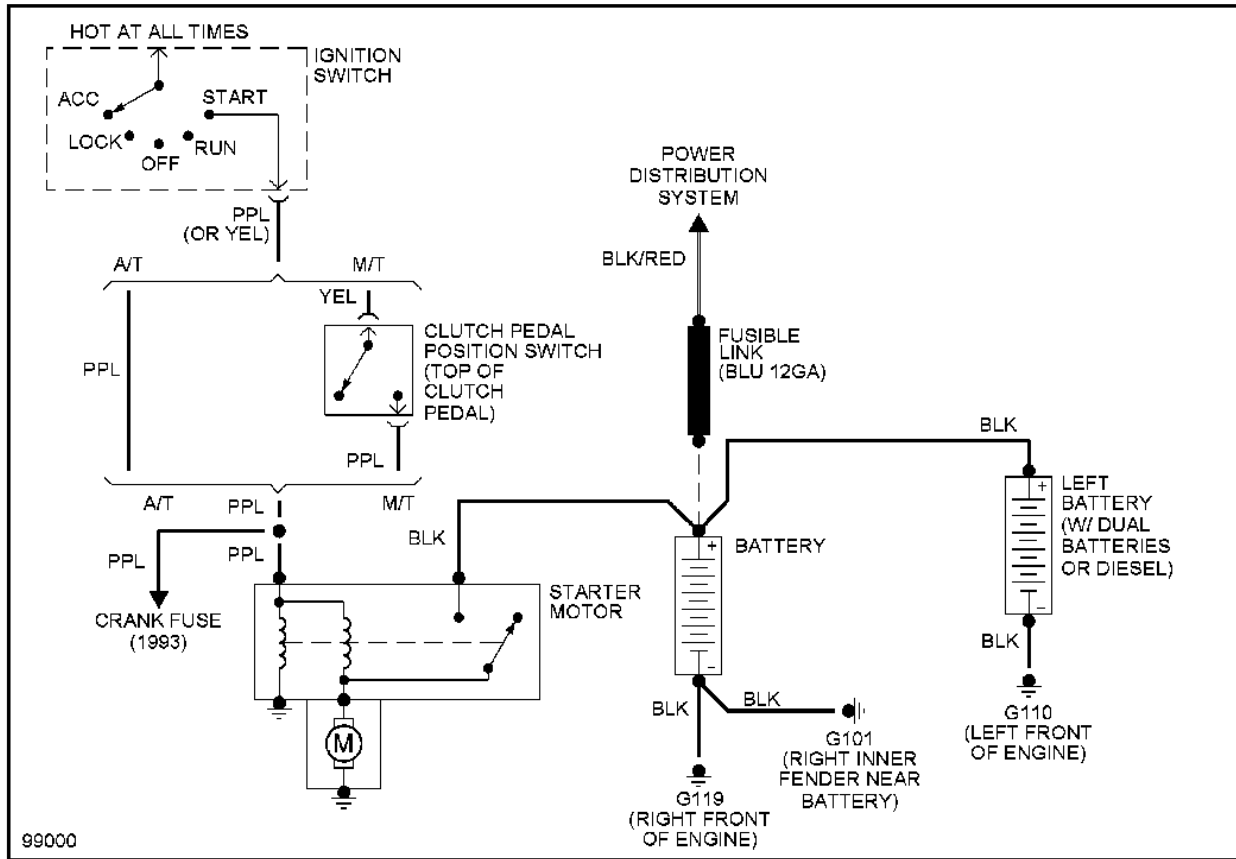 HOT AT ALL TIMES
IGNITION
SWITCH
ACC
START
LOCK
OFF
RUN
PPL
(OR YEL)
A/T
M/T
YEL
PPL
CLUTCH PEDAL
POSITION SWITCH
(TOP OF
CLUTCH
PEDAL)
PPL
A/T
PPL
M/T
PPL
PPL
CRANK FUSE
(1993)
BLK
STARTER
MOTOR
M
POWER
DISTRIBUTION
SYSTEM
BLK/RED
FUSIBLE
LINK
(BLU 12GA)
BLK
+
BATTERY
-
BLK
BLK
G119
(RIGHT FRONT
OF ENGINE)
G101
(RIGHT INNER
FENDER NEAR
BATTERY)
+
LEFT
BATTERY
(W/ DUAL
BATTERIES
OR DIESEL)
-
BLK
G110
(LEFT FRONT
OF ENGINE)
99000